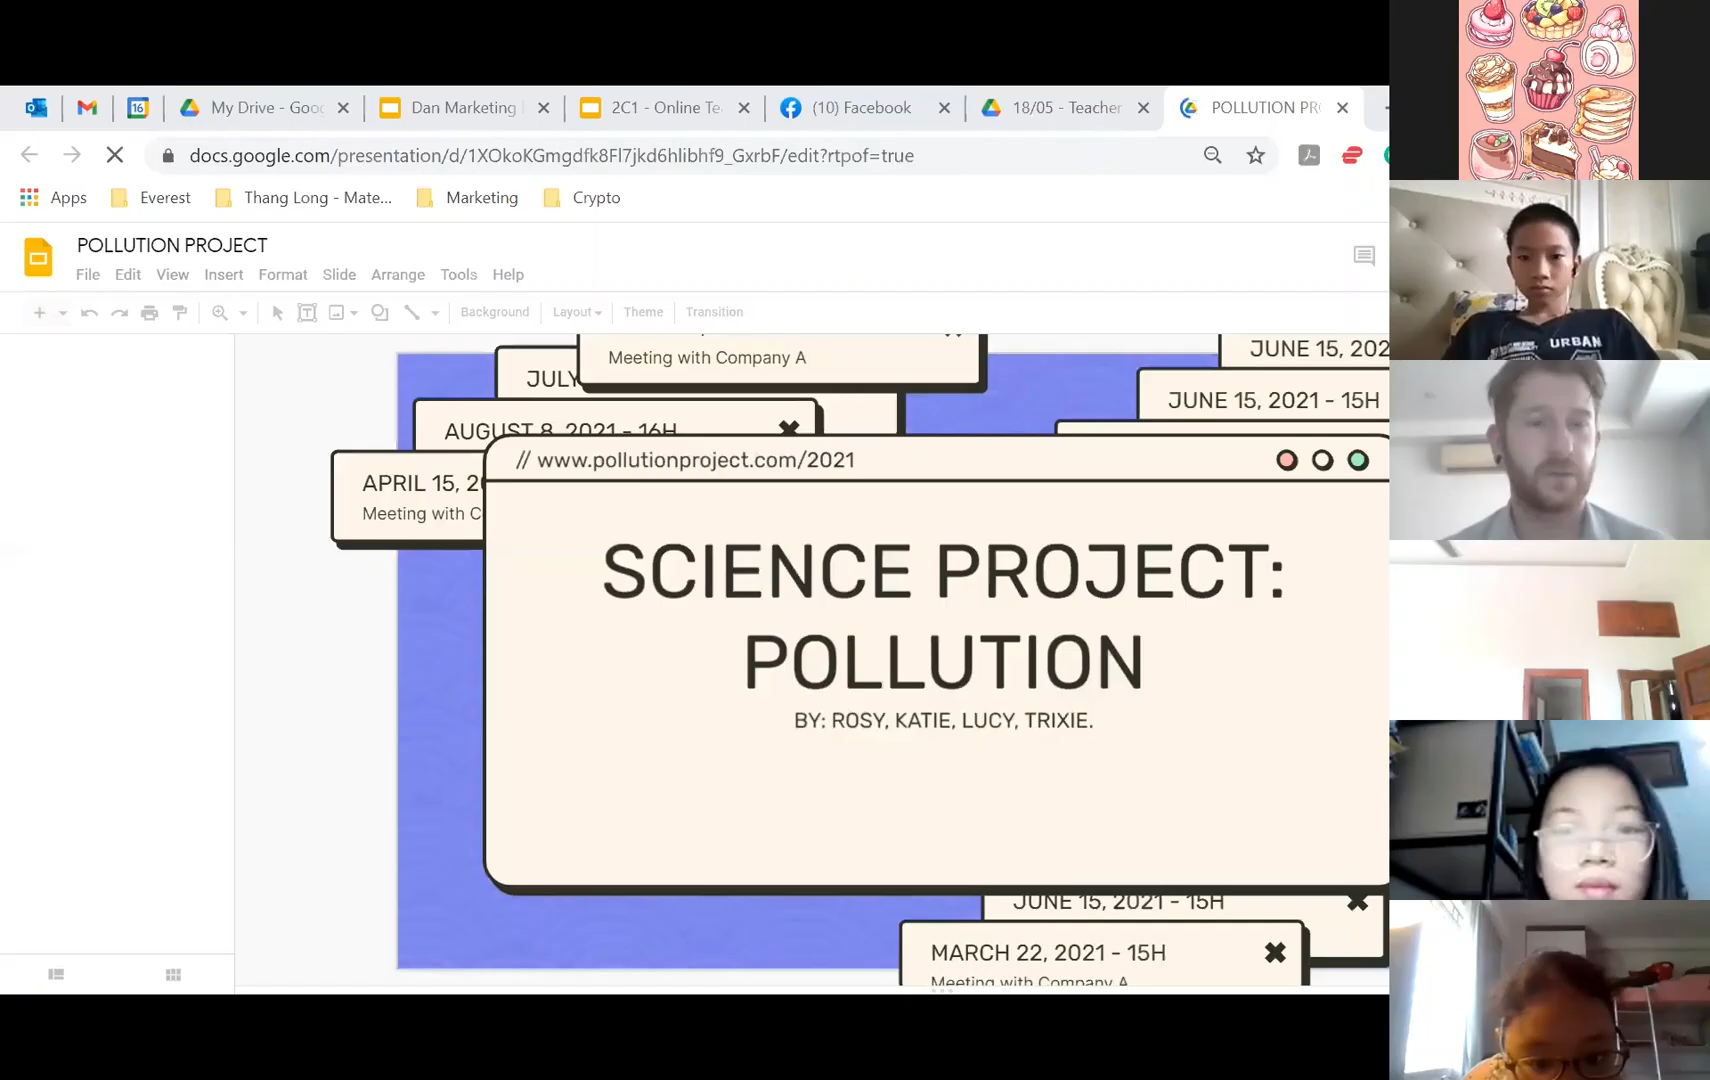 16
My Drive - Goo
Dan Marketing
2C1 - Online Te
(10) Facebook
18/05 - Teacher
POLLUTION PR
docs.google.com/presentation/d/1XOkoKGmgdfk8Fl7jkd6hlibhf9_GxrbF/edit?rtpof=true
Apps
Everest
Thang Long - Mate...
Marketing
Crypto
POLLUTION PROJECT
File Edit View Insert Format Slide Arrange Tools Help
Background Layout Theme Transition
Meeting with Company A
JULY
AUGUST 8, 2021 - 16H
APRIL 15, 20
Meeting with C
JUNE 15, 202
JUNE 15, 2021 - 15H
// www.pollutionproject.com/2021
SCIENCE PROJECT:
POLLUTION
BY: ROSY, KATIE, LUCY, TRIXIE.
JUNE 15, 2021 - 15H
MARCH 22, 2021 - 15H
Meeting with Company A
URBAN